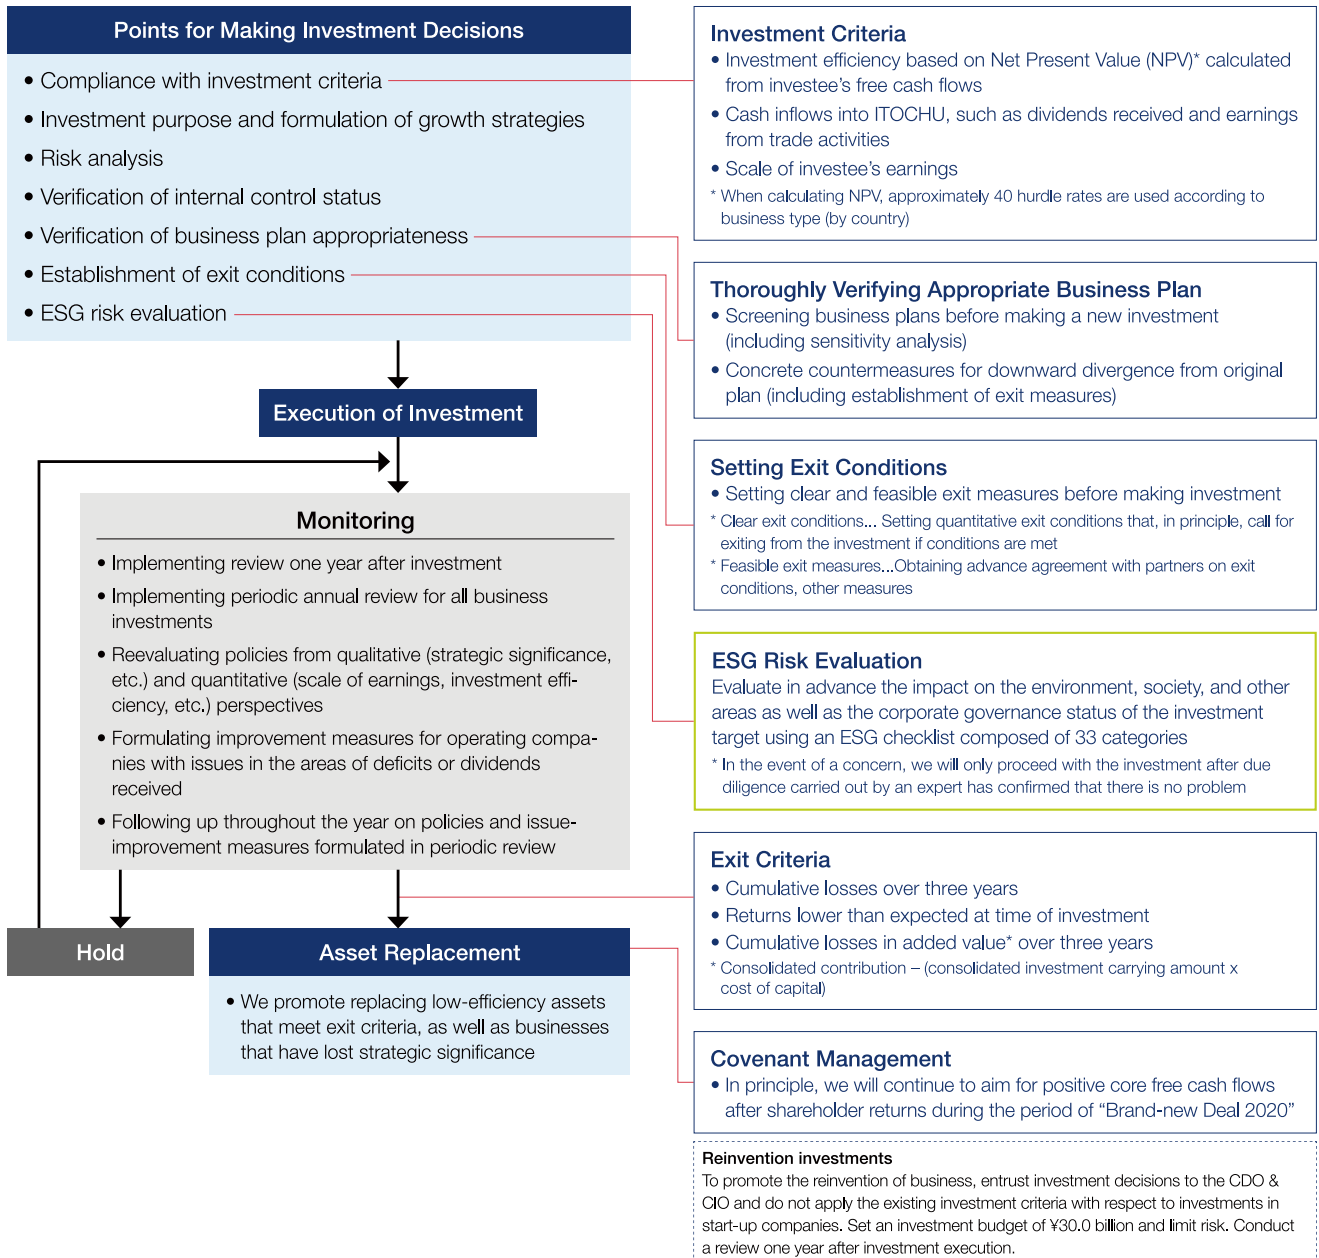 Points for Making Investment Decisions
• Compliance with investment criteria
• Investment purpose and formulation of growth strategies
• Risk analysis
• Verification of internal control status
• Verification of business plan appropriateness
• Establishment of exit conditions
• ESG risk evaluation
Execution of Investment
Monitoring
• Implementing review one year after investment
• Implementing periodic annual review for all business
investments
• Reevaluating policies from qualitative (strategic significance,
etc.) and quantitative (scale of earnings, investment effi-
ciency, etc.) perspectives
• Formulating improvement measures for operating compa-
nies with issues in the areas of deficits or dividends
received
• Following up throughout the year on policies and issue-
improvement measures formulated in periodic review
Hold
Asset Replacement
• We promote replacing low-efficiency assets
that meet exit criteria, as well as businesses
that have lost strategic significance
Investment Criteria
• Investment efficiency based on Net Present Value (NPV)* calculated
from investee's free cash flows
• Cash inflows into ITOCHU, such as dividends received and earnings
from trade activities
• Scale of investee's earnings
* When calculating NPV, approximately 40 hurdle rates are used according to
business type (by country)
Thoroughly Verifying Appropriate Business Plan
• Screening business plans before making a new investment
(including sensitivity analysis)
• Concrete countermeasures for downward divergence from original
plan (including establishment of exit measures)
Setting Exit Conditions
• Setting clear and feasible exit measures before making investment
* Clear exit conditions... Setting quantitative exit conditions that, in principle, call for
exiting from the investment if conditions are met
* Feasible exit measures...Obtaining advance agreement with partners on exit
conditions, other measures
ESG Risk Evaluation
Evaluate in advance the impact on the environment, society, and other
areas as well as the corporate governance status of the investment
target using an ESG checklist composed of 33 categories
* In the event of a concern, we will only proceed with the investment after due
diligence carried out by an expert has confirmed that there is no problem
Exit Criteria
• Cumulative losses over three years
• Returns lower than expected at time of investment
• Cumulative losses in added value* over three years
* Consolidated contribution – (consolidated investment carrying amount x
cost of capital)
Covenant Management
• In principle, we will continue to aim for positive core free cash flows
after shareholder returns during the period of “Brand-new Deal 2020”
Reinvention investments
To promote the reinvention of business, entrust investment decisions to the CDO &
CIO and do not apply the existing investment criteria with respect to investments in
start-up companies. Set an investment budget of ¥30.0 billion and limit risk. Conduct
a review one year after investment execution.